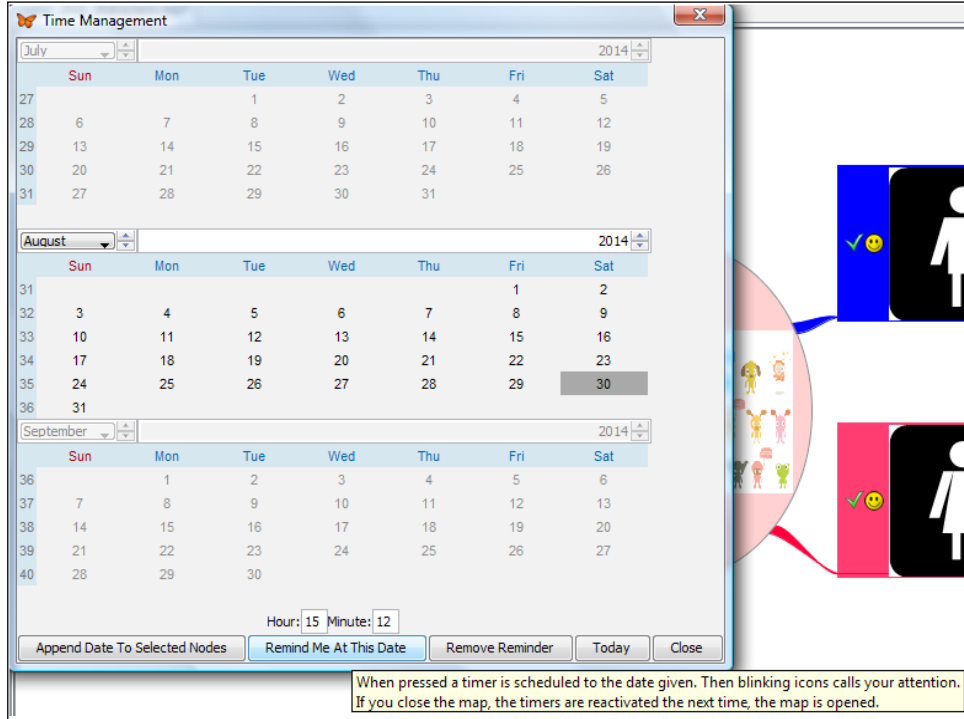 Time Management
July 2014
Sun Mon Tue Wed Thu Fri Sat
27 1 2 3 4 5
28 6 7 8 9 10 11 12
29 13 14 15 16 17 18 19
30 20 21 22 23 24 25 26
31 27 28 29 30 31
August 2014
Sun Mon Tue Wed Thu Fri Sat
31 1 2
32 3 4 5 6 7 8 9
33 10 11 12 13 14 15 16
34 17 18 19 20 21 22 23
35 24 25 26 27 28 29 30
36 31
September 2014
Sun Mon Tue Wed Thu Fri Sat
36 1 2 3 4 5 6
37 7 8 9 10 11 12 13
38 14 15 16 17 18 19 20
39 21 22 23 24 25 26 27
40 28 29 30
Hour: 15 Minute: 12
Append Date To Selected Nodes Remind Me At This Date Remove Reminder Today Close
When pressed a timer is scheduled to the date given. Then blinking icons calls your attention.
If you close the map, the timers are reactivated the next time, the map is opened.